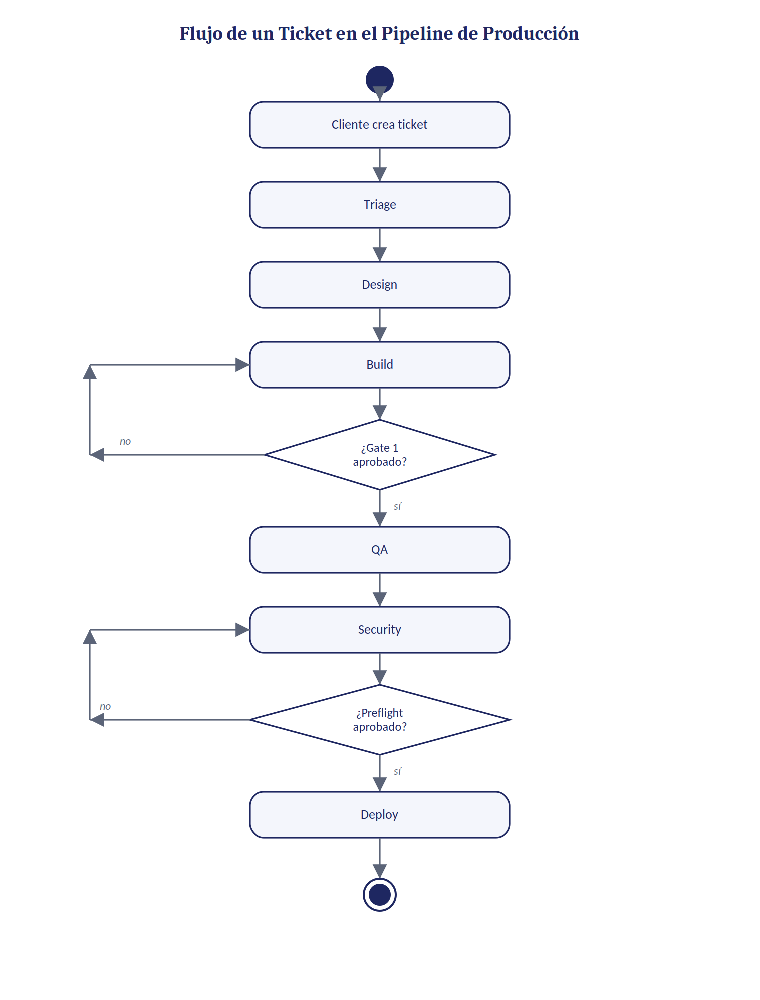 Flujo de un Ticket en el Pipeline de Producción
Cliente crea ticket
Triage
Design
Build
¿Gate 1
aprobado?
no
sí
QA
Security
¿Preflight
aprobado?
no
sí
Deploy